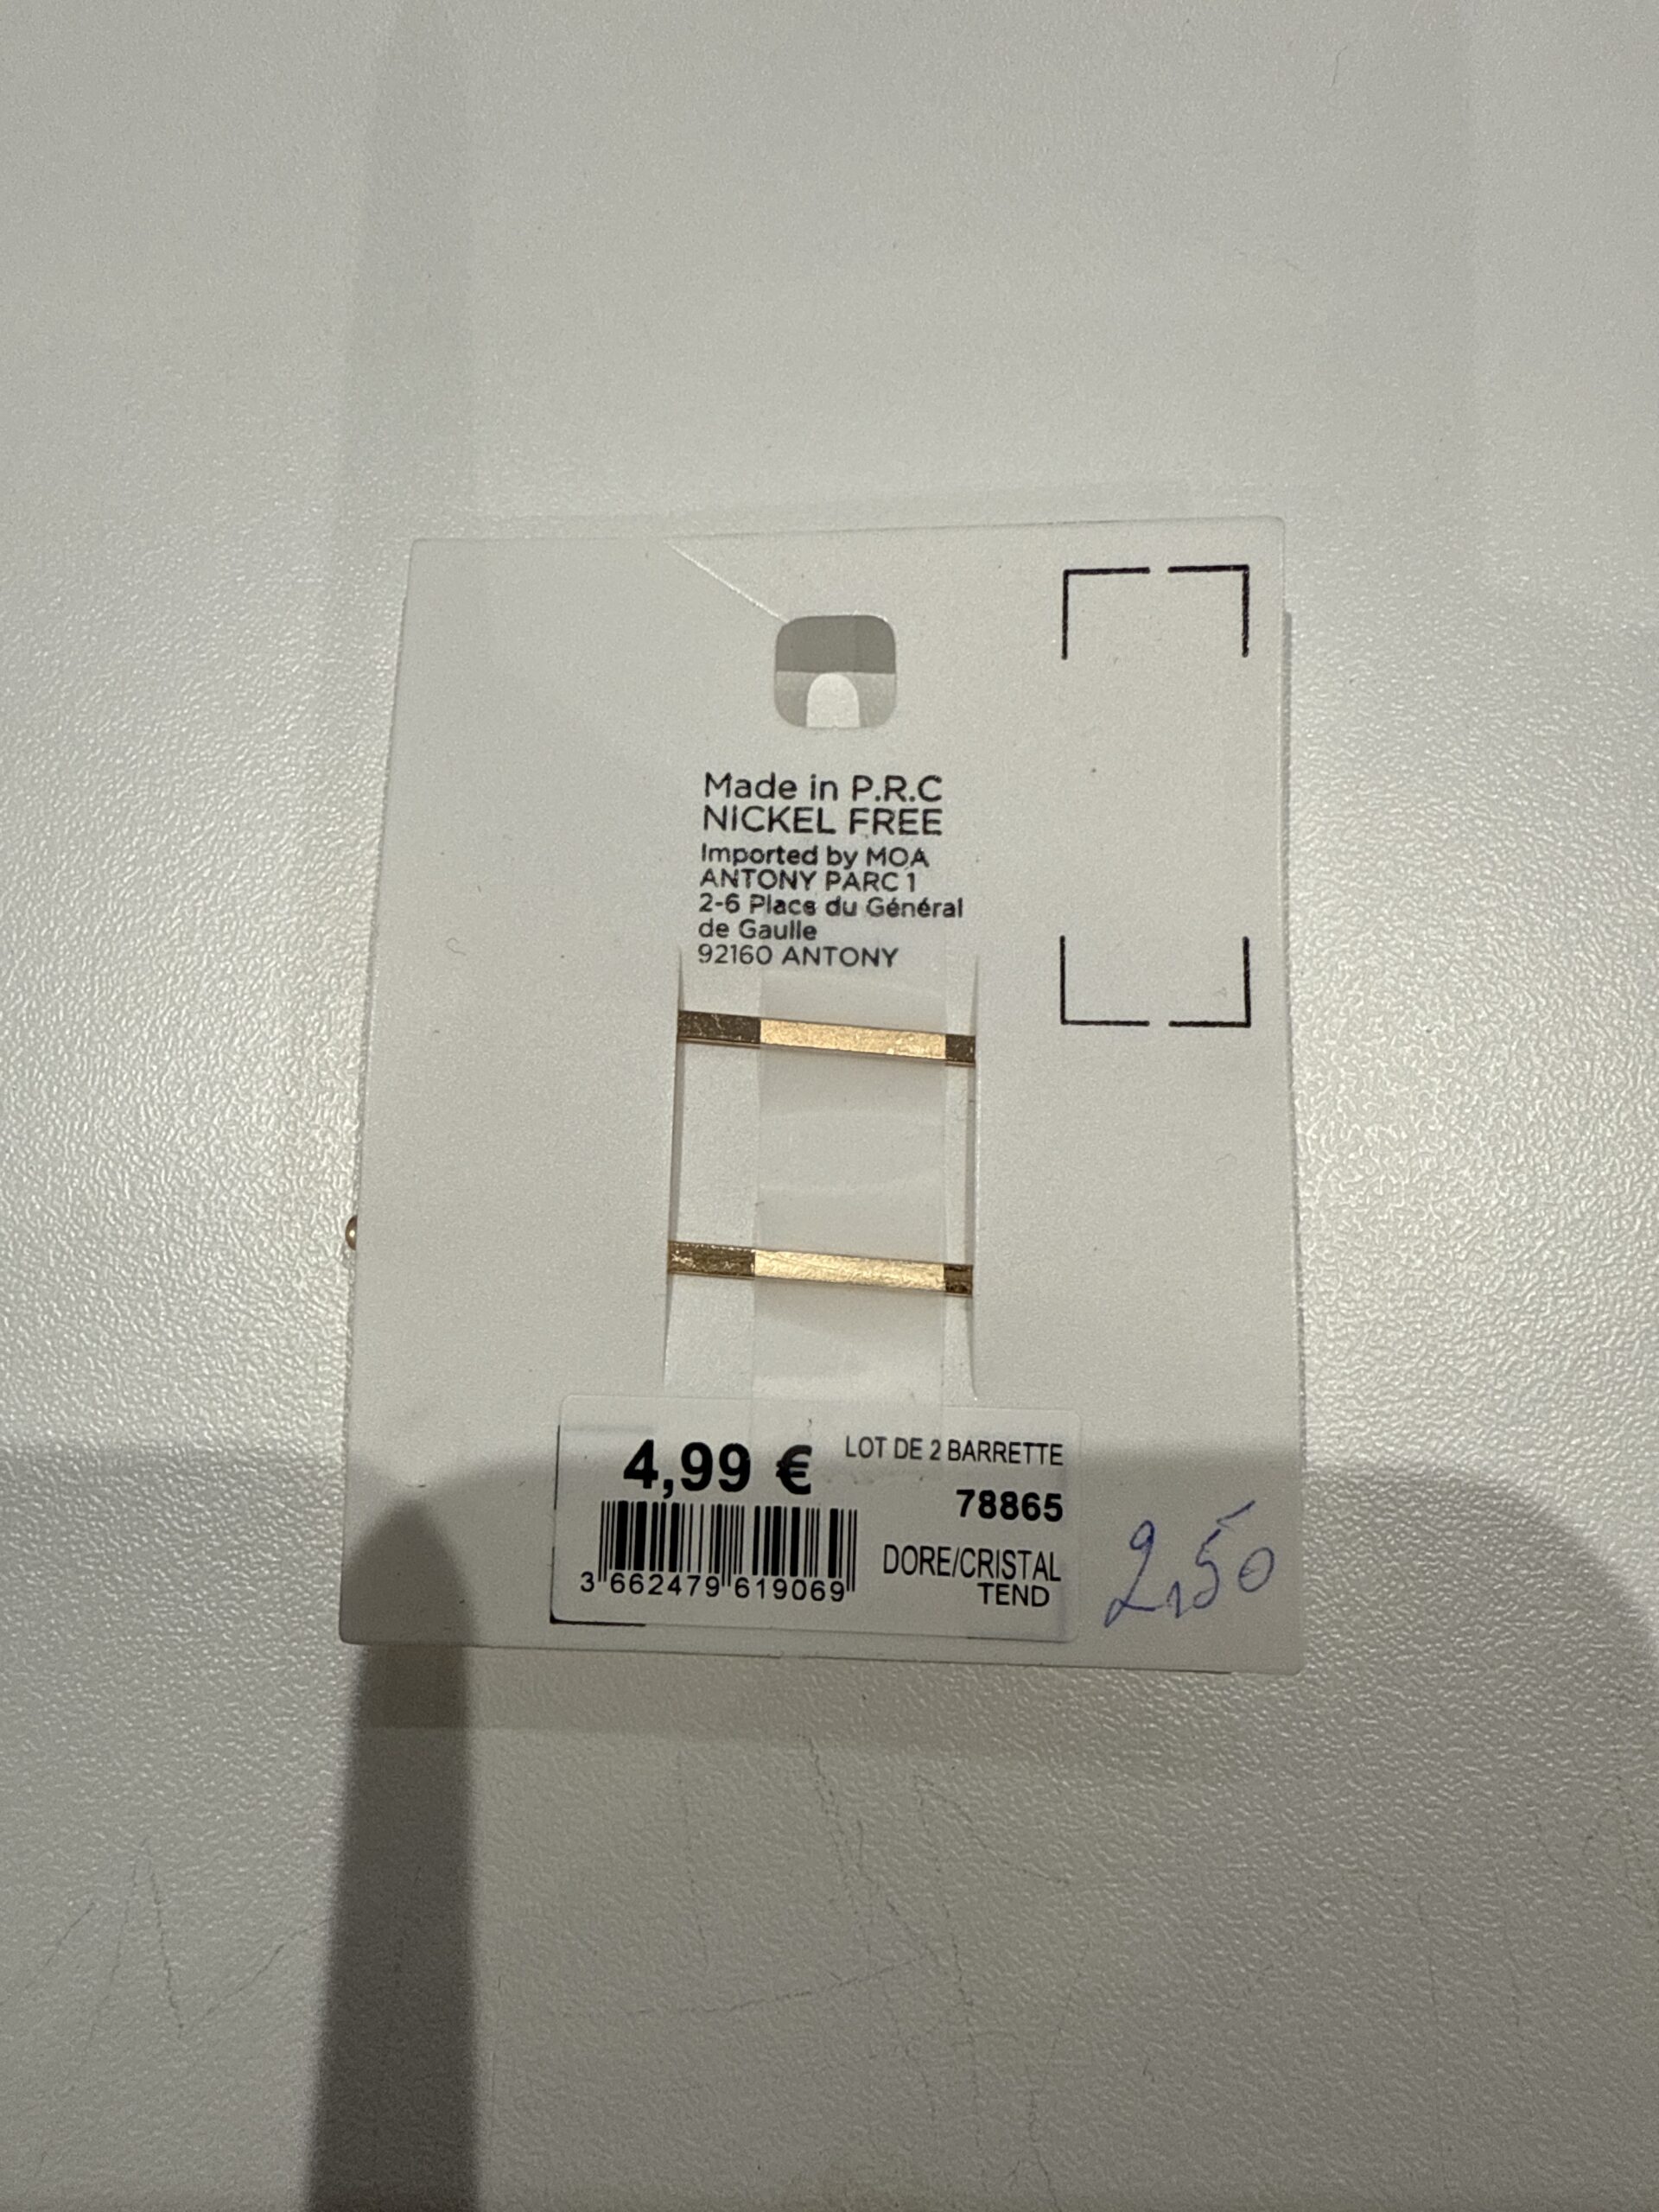 Made in P.R.C
NICKEL FREE
Imported by MOA
ANTONY PARC 1
2-6 Place du Général
de Gaulle
92160 ANTONY
4,99 €
LOT DE 2 BARRETTE
78865
DORE/CRISTAL
TEND
3 662479 619069
2,50